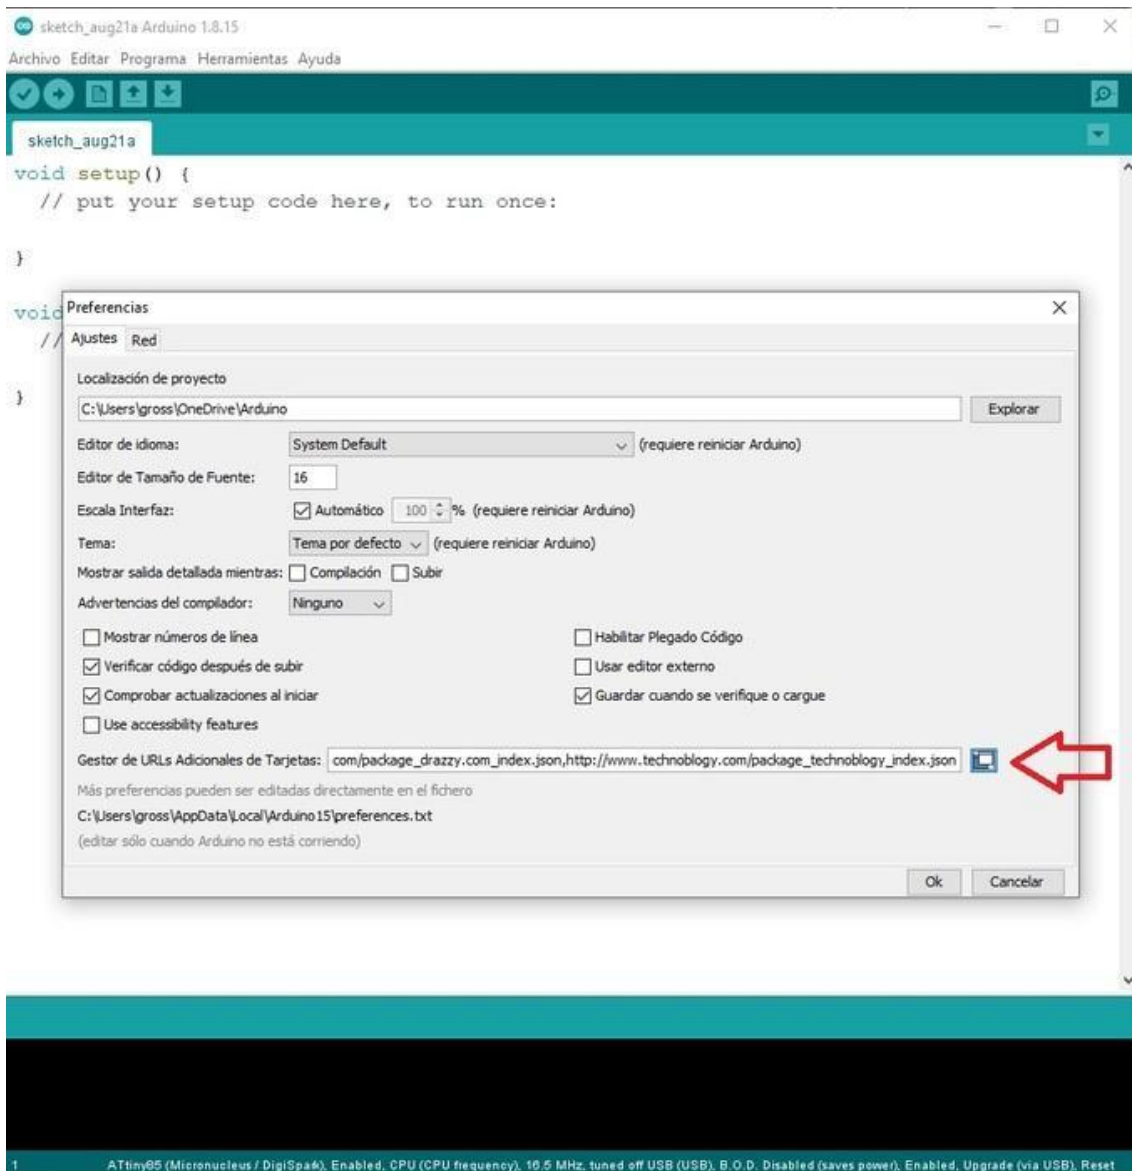 sketch_aug21a Arduino 1.8.15
Archivo Editar Programa Herramientas Ayuda
sketch_aug21a
void setup() {
// put your setup code here, to run once:
}
void
//
}
Preferencias
Ajustes Red
Localización de proyecto
C:\Users\gross\OneDrive\Arduino Explorar
Editor de idioma: System Default (requiere reiniciar Arduino)
Editor de Tamaño de Fuente: 16
Escala Interfaz: Automático 100 % (requiere reiniciar Arduino)
Tema: Tema por defecto (requiere reiniciar Arduino)
Mostrar salida detallada mientras: Compilación Subir
Advertencias del compilador: Ninguno
Mostrar números de línea Habilitar Plegado Código
Verificar código después de subir Usar editor externo
Comprobar actualizaciones al iniciar Guardar cuando se verifique o cargue
Use accessibility features
Gestor de URLs Adicionales de Tarjetas: com/package_drazzy.com_index.json,http://www.technoblogy.com/package_technoblogy_index.json
Más preferencias pueden ser editadas directamente en el fichero
C:\Users\gross\AppData\Local\Arduino15\preferences.txt
(editar sólo cuando Arduino no está corriendo)
Ok Cancelar
1 ATtiny85 (Micronucleus / DigiSpark), Enabled, CPU (CPU frequency), 16.5 MHz, tuned off USB (USB), B.O.D. Disabled (saves power), Enabled, Upgrade (via USB), Reset